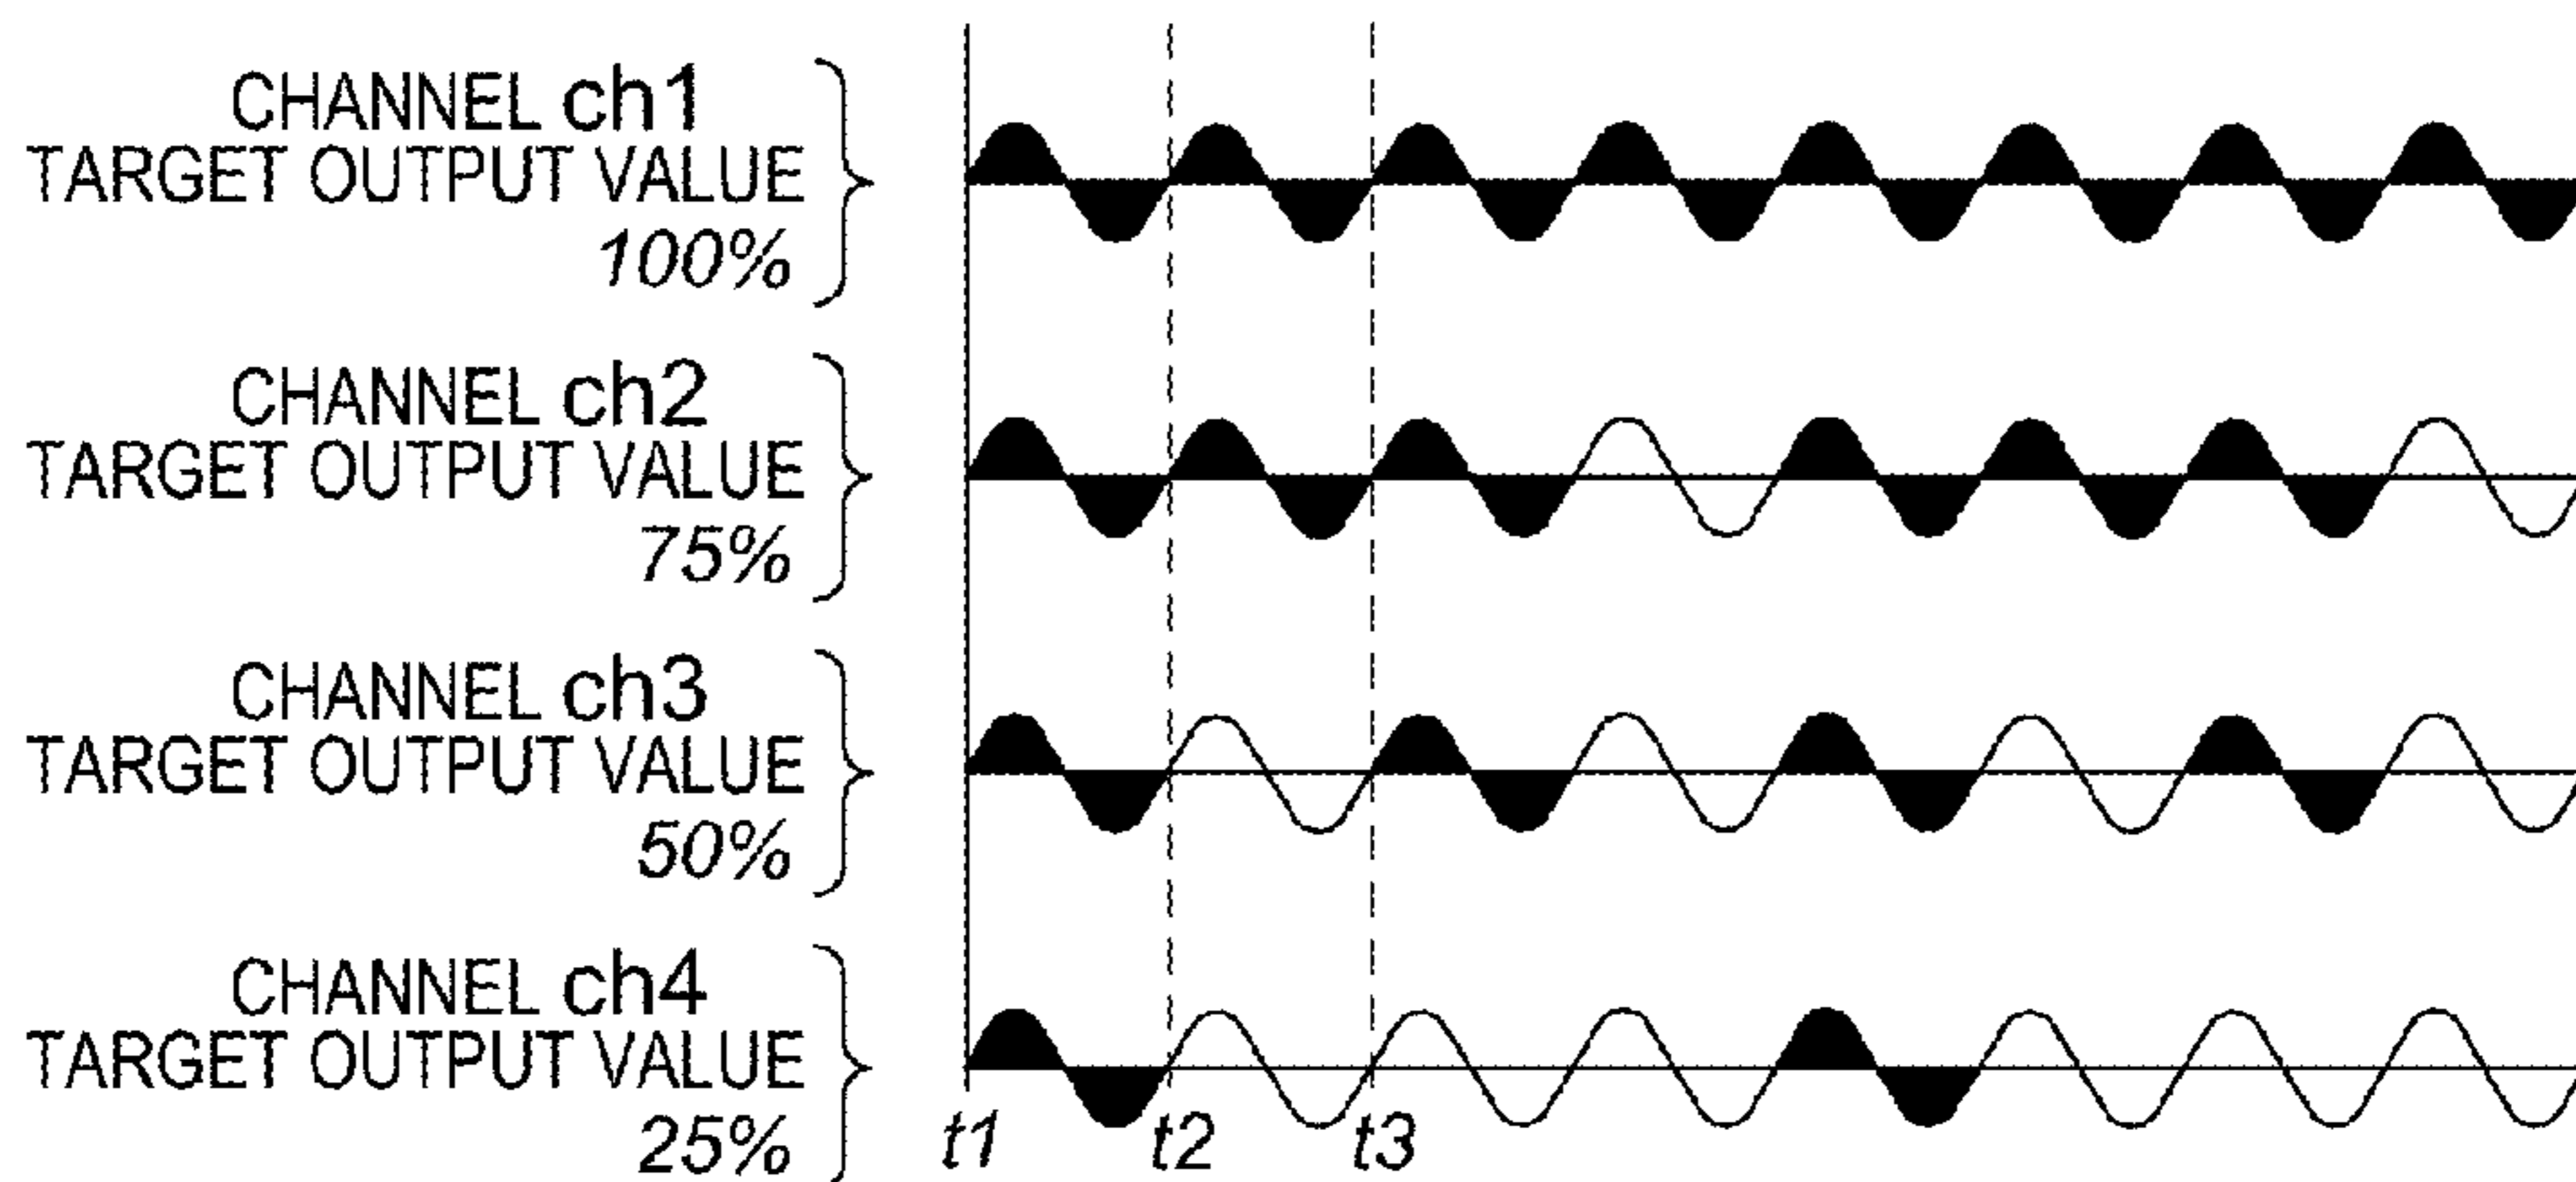 CHANNEL ch1
TARGET OUTPUT VALUE
100%
CHANNEL ch2
TARGET OUTPUT VALUE
75%
CHANNEL ch3
TARGET OUTPUT VALUE
50%
CHANNEL ch4
TARGET OUTPUT VALUE
25%
t1 t2 t3